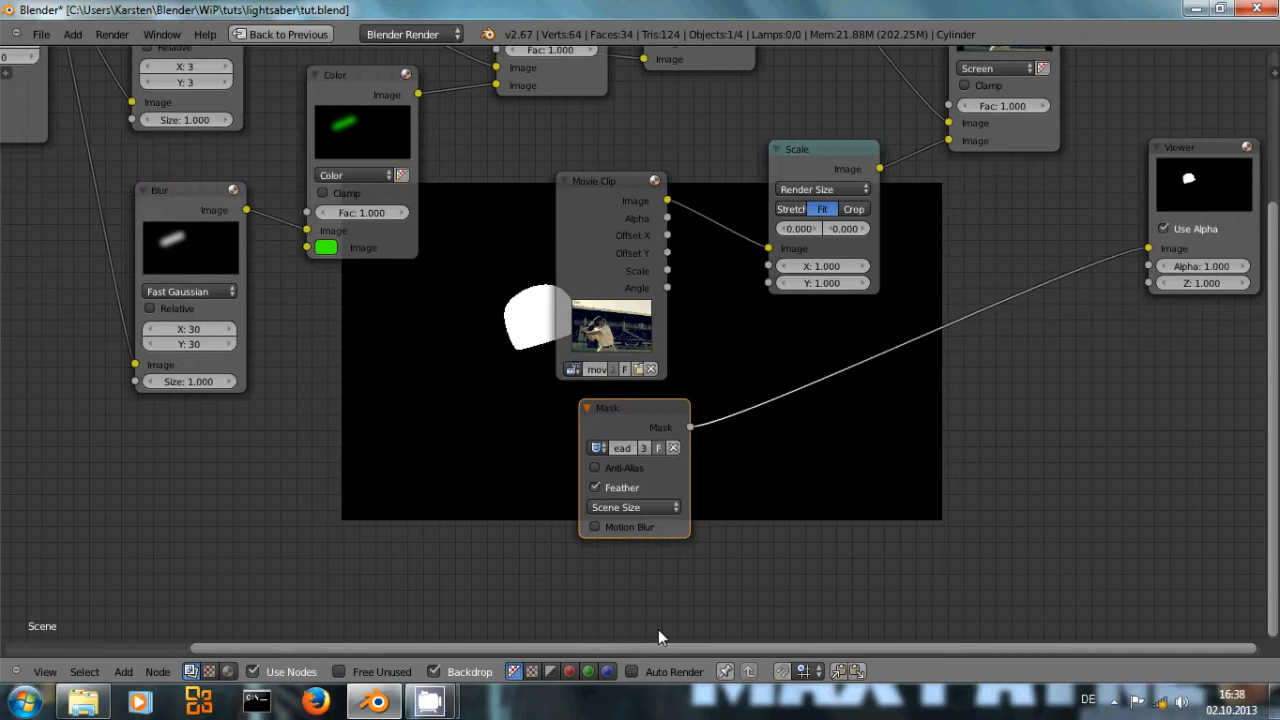 Blender* [C:\Users\Karsten\Blender\WiP\tuts\lightsaber\tut.blend]
File Add Render Window Help Back to Previous Blender Render v2.67 | Verts:64 | Faces:34 | Tris:124 | Objects:1/4 | Lamps:0/0 | Mem:21.88M (202.25M) | Cylinder
Relative
X: 3
Y: 3
Image
Size: 1.000
Color
Image
Color
Clamp
Fac: 1.000
Image
Image
Fac: 1.000
Image
Image
Image
Screen
Clamp
Fac: 1.000
Image
Image
Blur
Image
Fast Gaussian
Relative
X: 30
Y: 30
Image
Size: 1.000
Movie Clip
Image
Alpha
Offset X
Offset Y
Scale
Angle
mov 2 F
Scale
Image
Render Size
Stretch Fit Crop
0.000 0.000
Image
X: 1.000
Y: 1.000
Viewer
Use Alpha
Image
Alpha: 1.000
Z: 1.000
Mask
Mask
ead 3 F
Anti-Alias
Feather
Scene Size
Motion Blur
Scene
View Select Add Node Use Nodes Free Unused Backdrop Auto Render
DE 16:38
02.10.2013